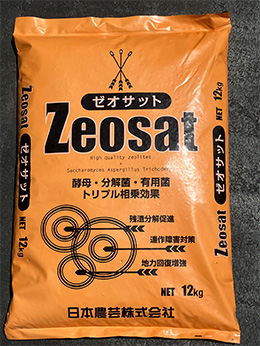 ゼオサット
Zeosat
High quality zeolites
+
Saccharomyces Aspergillus Trichoder
酵母・分解菌・有用菌
トリプル相乗効果
残渣分解促進
連作障害対策
地力回復増強
NET 12kg
日本農芸株式会社
Zeosat ゼオサット
NET 12kg
Zeosat ゼオサット
NET 12kg